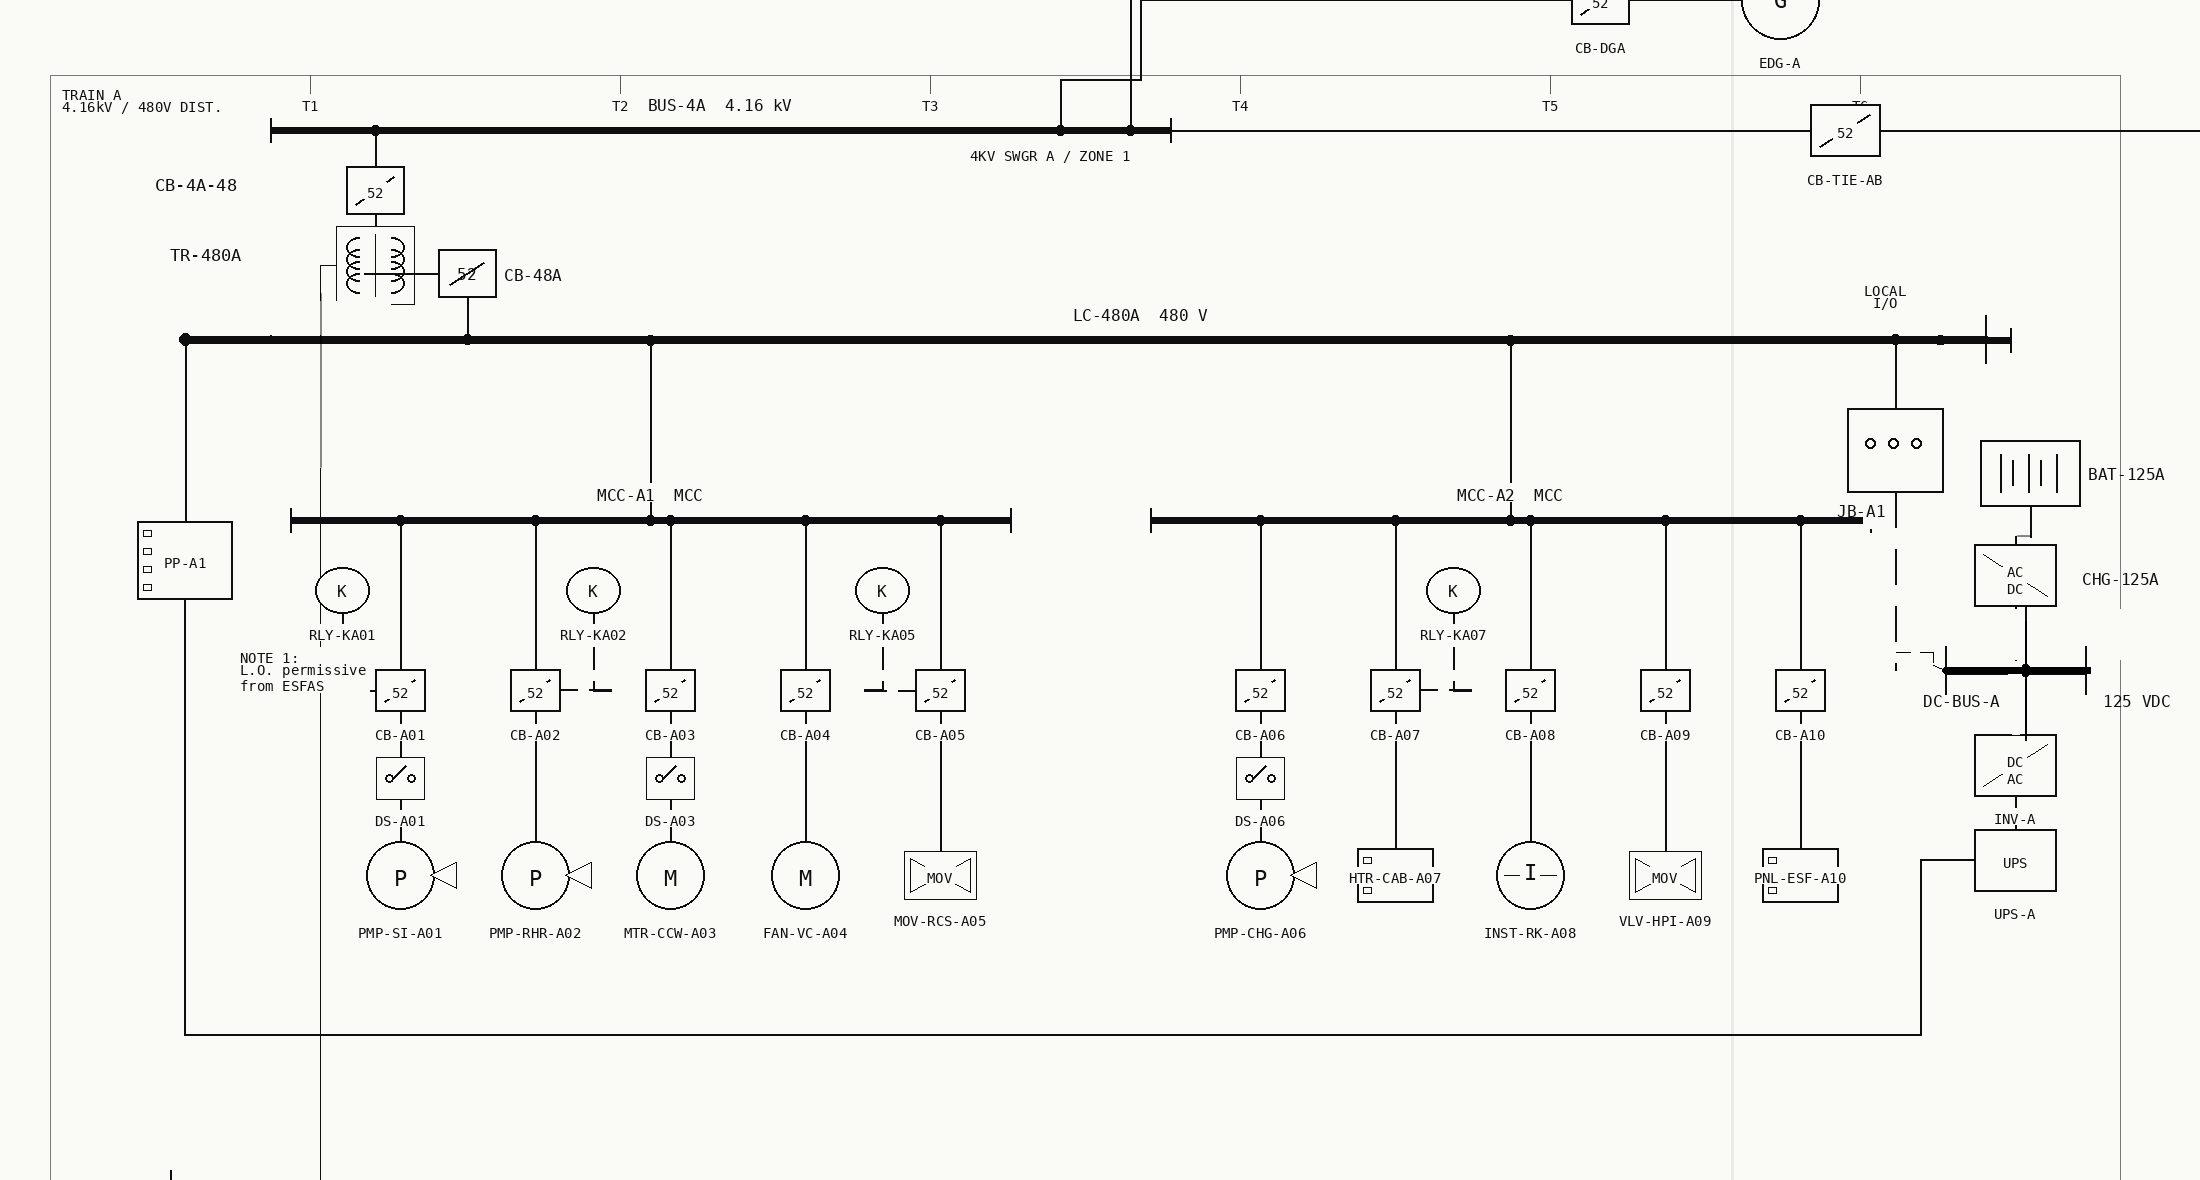 52
G
CB-DGA
EDG-A
TRAIN A
4.16kV / 480V DIST.
T1
T2
BUS-4A  4.16 kV
T3
T4
T5
52
4KV SWGR A / ZONE 1
CB-TIE-AB
CB-4A-48
52
TR-480A
52
CB-48A
LOCAL
I/O
LC-480A  480 V
BAT-125A
MCC-A1  MCC
MCC-A2  MCC
JB-A1
PP-A1
AC
DC
CHG-125A
K
K
K
K
RLY-KA01
RLY-KA02
RLY-KA05
RLY-KA07
NOTE 1:
L.O. permissive
from ESFAS
52
52
52
52
52
52
52
52
52
52
DC-BUS-A
125 VDC
CB-A01
CB-A02
CB-A03
CB-A04
CB-A05
CB-A06
CB-A07
CB-A08
CB-A09
CB-A10
DC
AC
DS-A01
DS-A03
DS-A06
INV-A
P
P
M
M
MOV
P
HTR-CAB-A07
I
MOV
PNL-ESF-A10
UPS
PMP-SI-A01
PMP-RHR-A02
MTR-CCW-A03
FAN-VC-A04
MOV-RCS-A05
PMP-CHG-A06
INST-RK-A08
VLV-HPI-A09
UPS-A